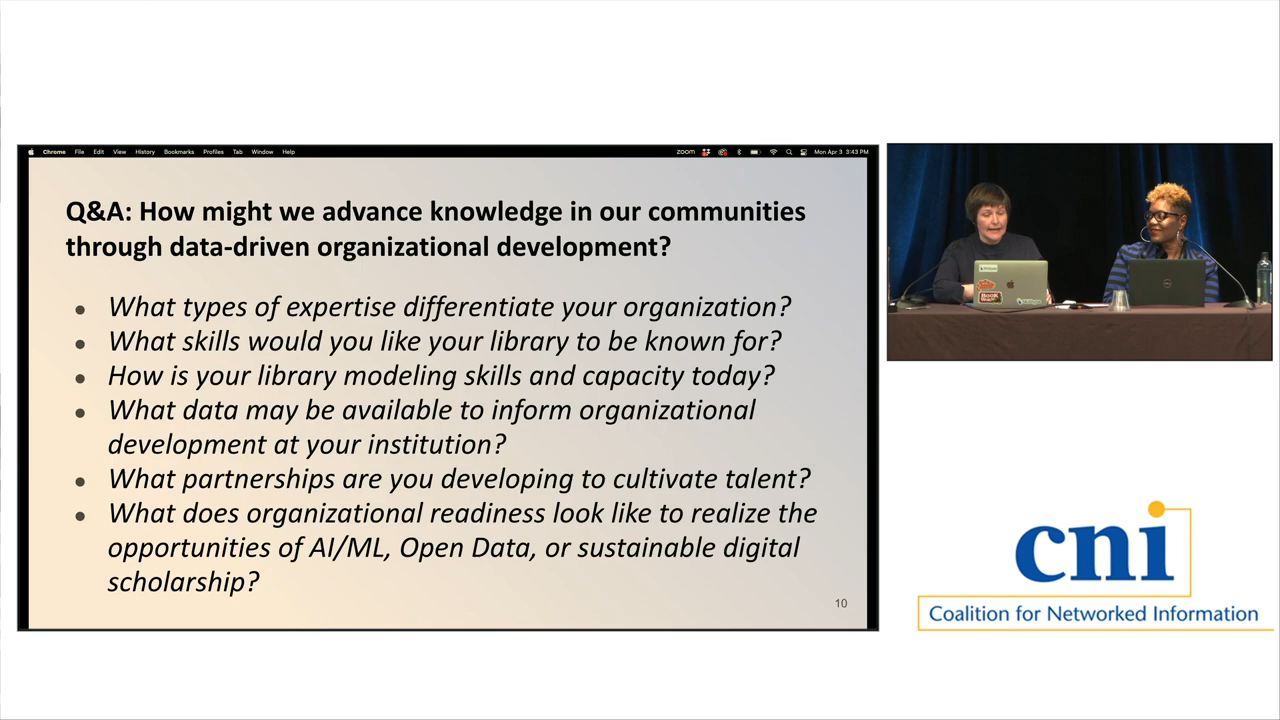 Chrome File Edit View History Bookmarks Profiles Tab Window Help
zoom
Mon Apr 3 3:43 PM
Q&A: How might we advance knowledge in our communities
through data-driven organizational development?
• What types of expertise differentiate your organization?
• What skills would you like your library to be known for?
• How is your library modeling skills and capacity today?
• What data may be available to inform organizational
development at your institution?
• What partnerships are you developing to cultivate talent?
• What does organizational readiness look like to realize the
opportunities of AI/ML, Open Data, or sustainable digital
scholarship?
10
cni
Coalition for Networked Information